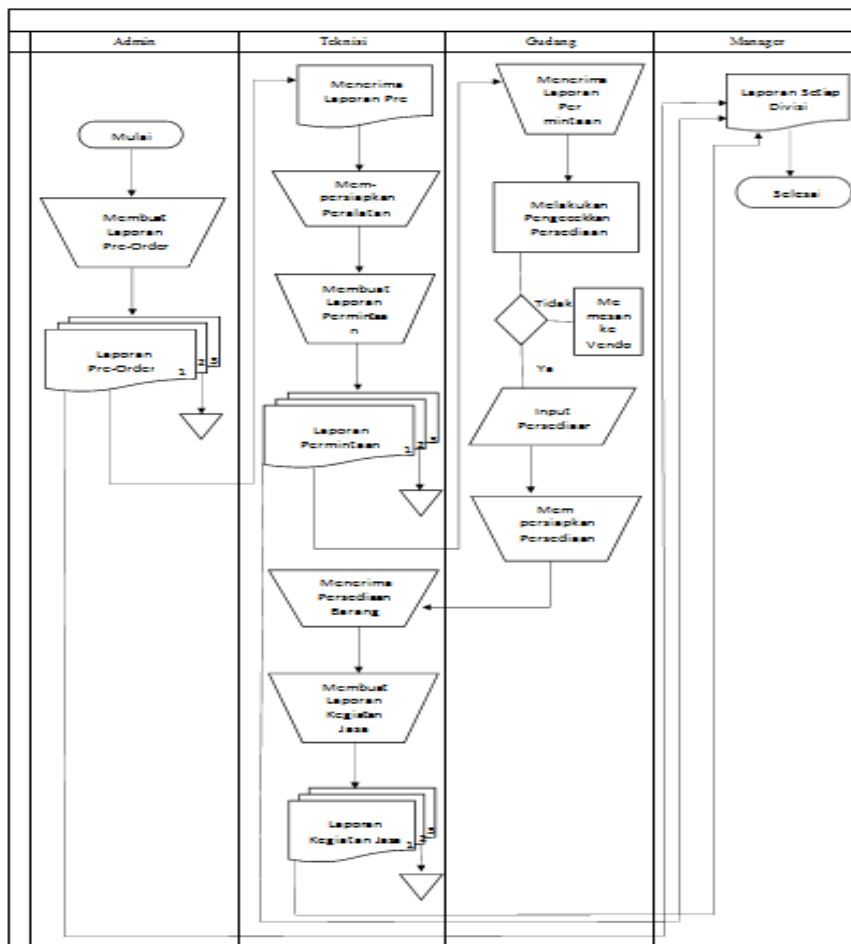 Admin
Teknisi
Gudang
Manager
Mulai
Membuat
Laporan
Pre-Order
Laporan
Pre-Order
1
2
3
Menerima
Laporan Pre
Mem-
persiapkan
Peralatan
Membuat
Laporan
Permintaa
n
Laporan
Permintaan
1
2
3
Menerima
Persediaan
Barang
Membuat
Laporan
Kegiatan
Jasa
Laporan
Kegiatan Jasa
1
2
3
Menerima
Laporan
Per
mintaan
Melakukan
Pengecekkan
Persediaan
Tidak
Me
mesan
ke
Vendo
Ya
Input
Persediaar
Mem
persiapkan
Persediaan
Laporan Setiap
Divisi
Selesai